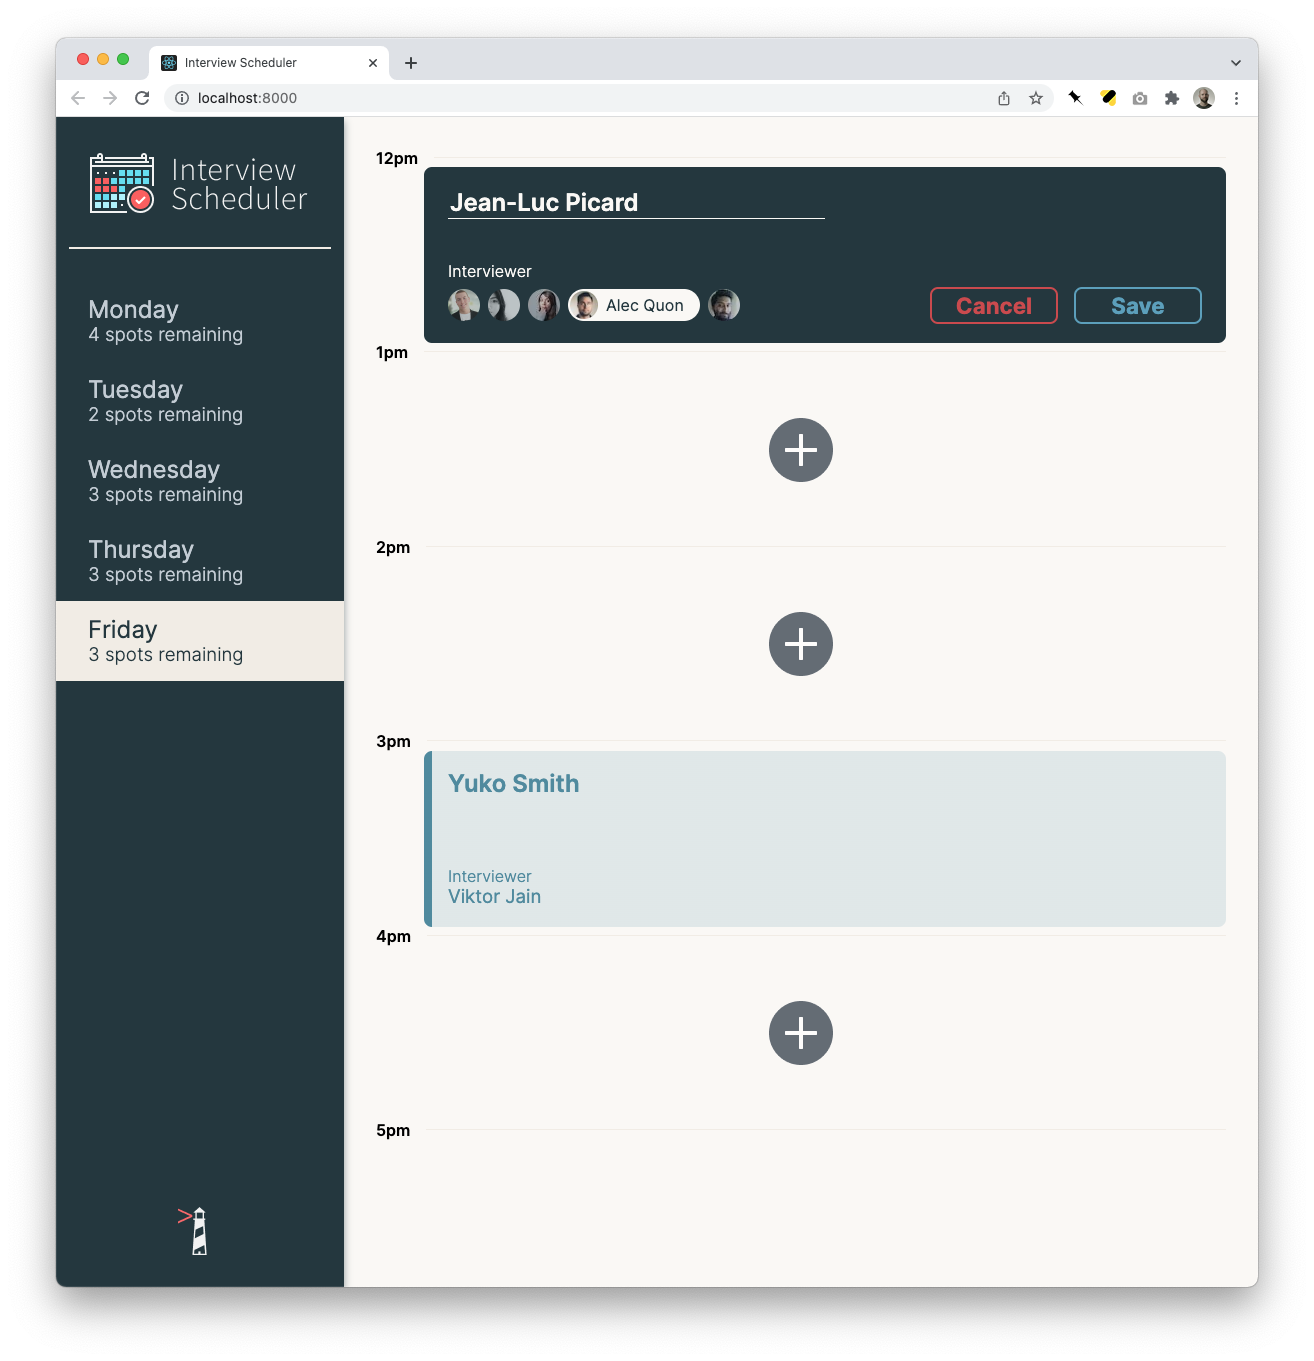 Interview Scheduler
localhost:8000
Interview
Scheduler
Monday
4 spots remaining
Tuesday
2 spots remaining
Wednesday
3 spots remaining
Thursday
3 spots remaining
Friday
3 spots remaining
12pm
Jean-Luc Picard
Interviewer
Alec Quon
Cancel
Save
1pm
2pm
3pm
Yuko Smith
Interviewer
Viktor Jain
4pm
5pm